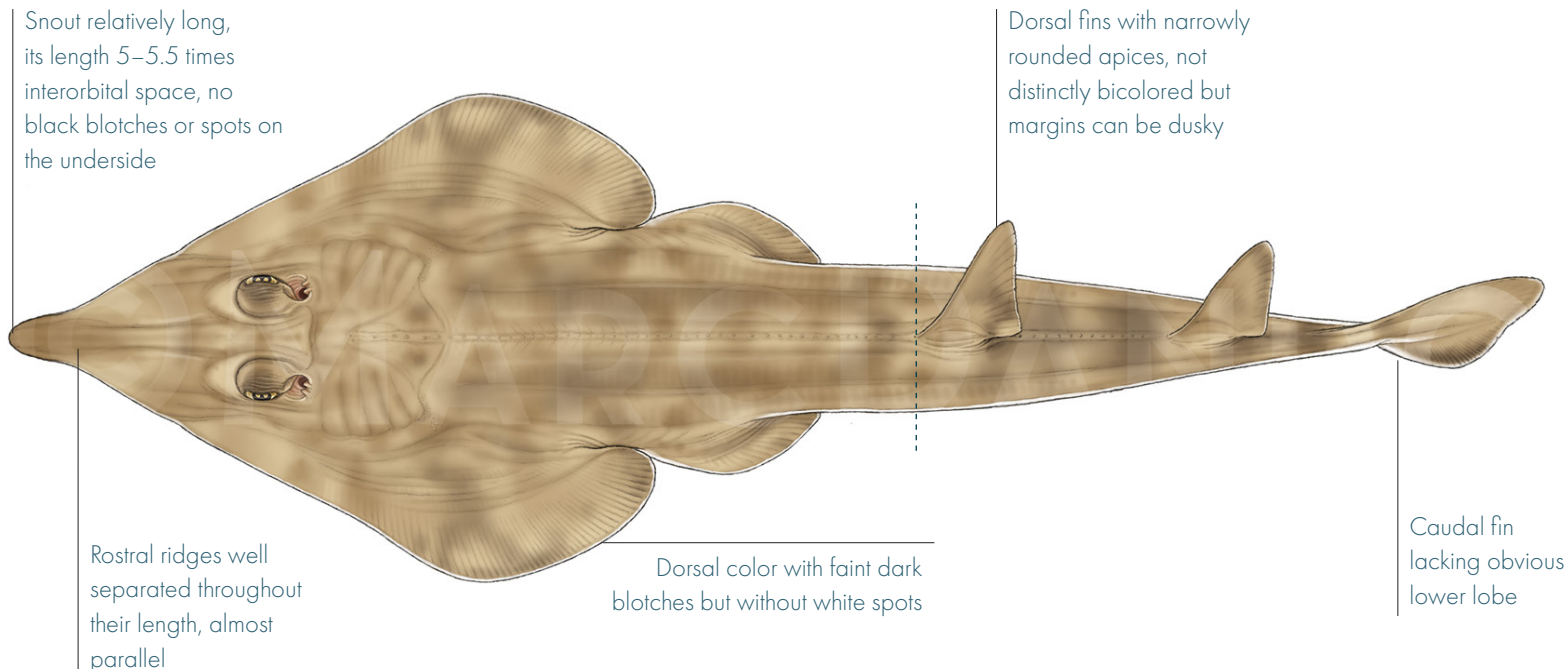 Snout relatively long,
its length 5–5.5 times
interorbital space, no
black blotches or spots on
the underside
Dorsal fins with narrowly
rounded apices, not
distinctly bicolored but
margins can be dusky
Rostral ridges well
separated throughout
their length, almost
parallel
Dorsal color with faint dark
blotches but without white spots
Caudal fin
lacking obvious
lower lobe